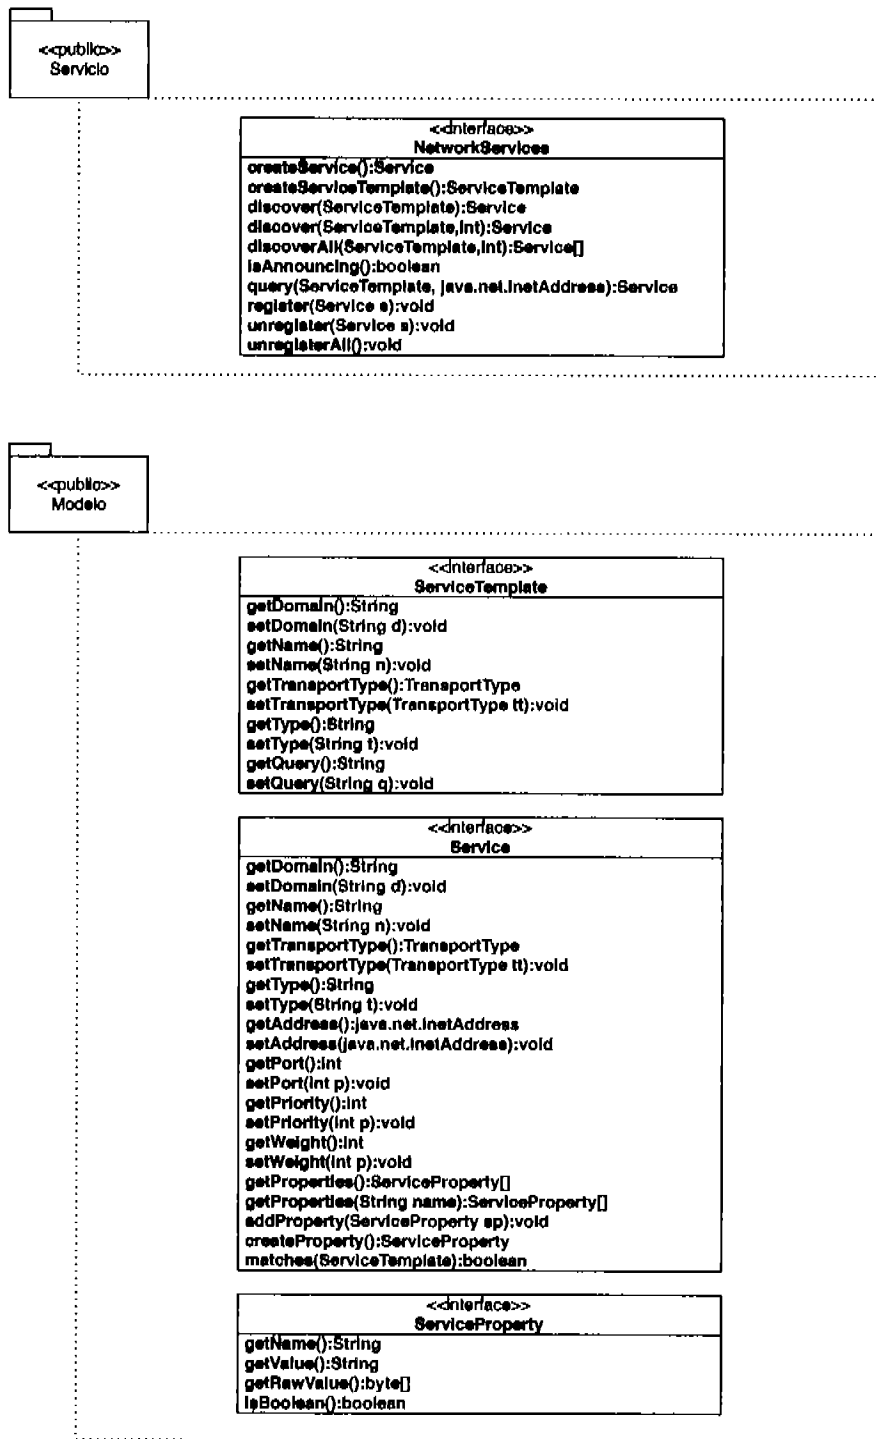 <<public>>
Servicio
<<interface>>
NetworkServices
createService():Service
createServiceTemplate():ServiceTemplate
discover(ServiceTemplate):Service
discover(ServiceTemplate,int):Service
discoverAll(ServiceTemplate,int):Service[]
isAnnouncing():boolean
query(ServiceTemplate, java.net.InetAddress):Service
register(Service s):void
unregister(Service s):void
unregisterAll():void
<<public>>
Modelo
<<interface>>
ServiceTemplate
getDomain():String
setDomain(String d):void
getName():String
setName(String n):void
getTransportType():TransportType
setTransportType(TransportType tt):void
getType():String
setType(String t):void
getQuery():String
setQuery(String q):void
<<interface>>
Service
getDomain():String
setDomain(String d):void
getName():String
setName(String n):void
getTransportType():TransportType
setTransportType(TransportType tt):void
getType():String
setType(String t):void
getAddress():java.net.InetAddress
setAddress(java.net.InetAddress):void
getPort():int
setPort(int p):void
getPriority():int
setPriority(int p):void
getWeight():int
setWeight(int p):void
getProperties():ServiceProperty[]
getProperties(String name):ServiceProperty[]
addProperty(ServiceProperty sp):void
createProperty():ServiceProperty
matches(ServiceTemplate):boolean
<<interface>>
ServiceProperty
getName():String
getValue():String
getRawValue():byte[]
isBoolean():boolean